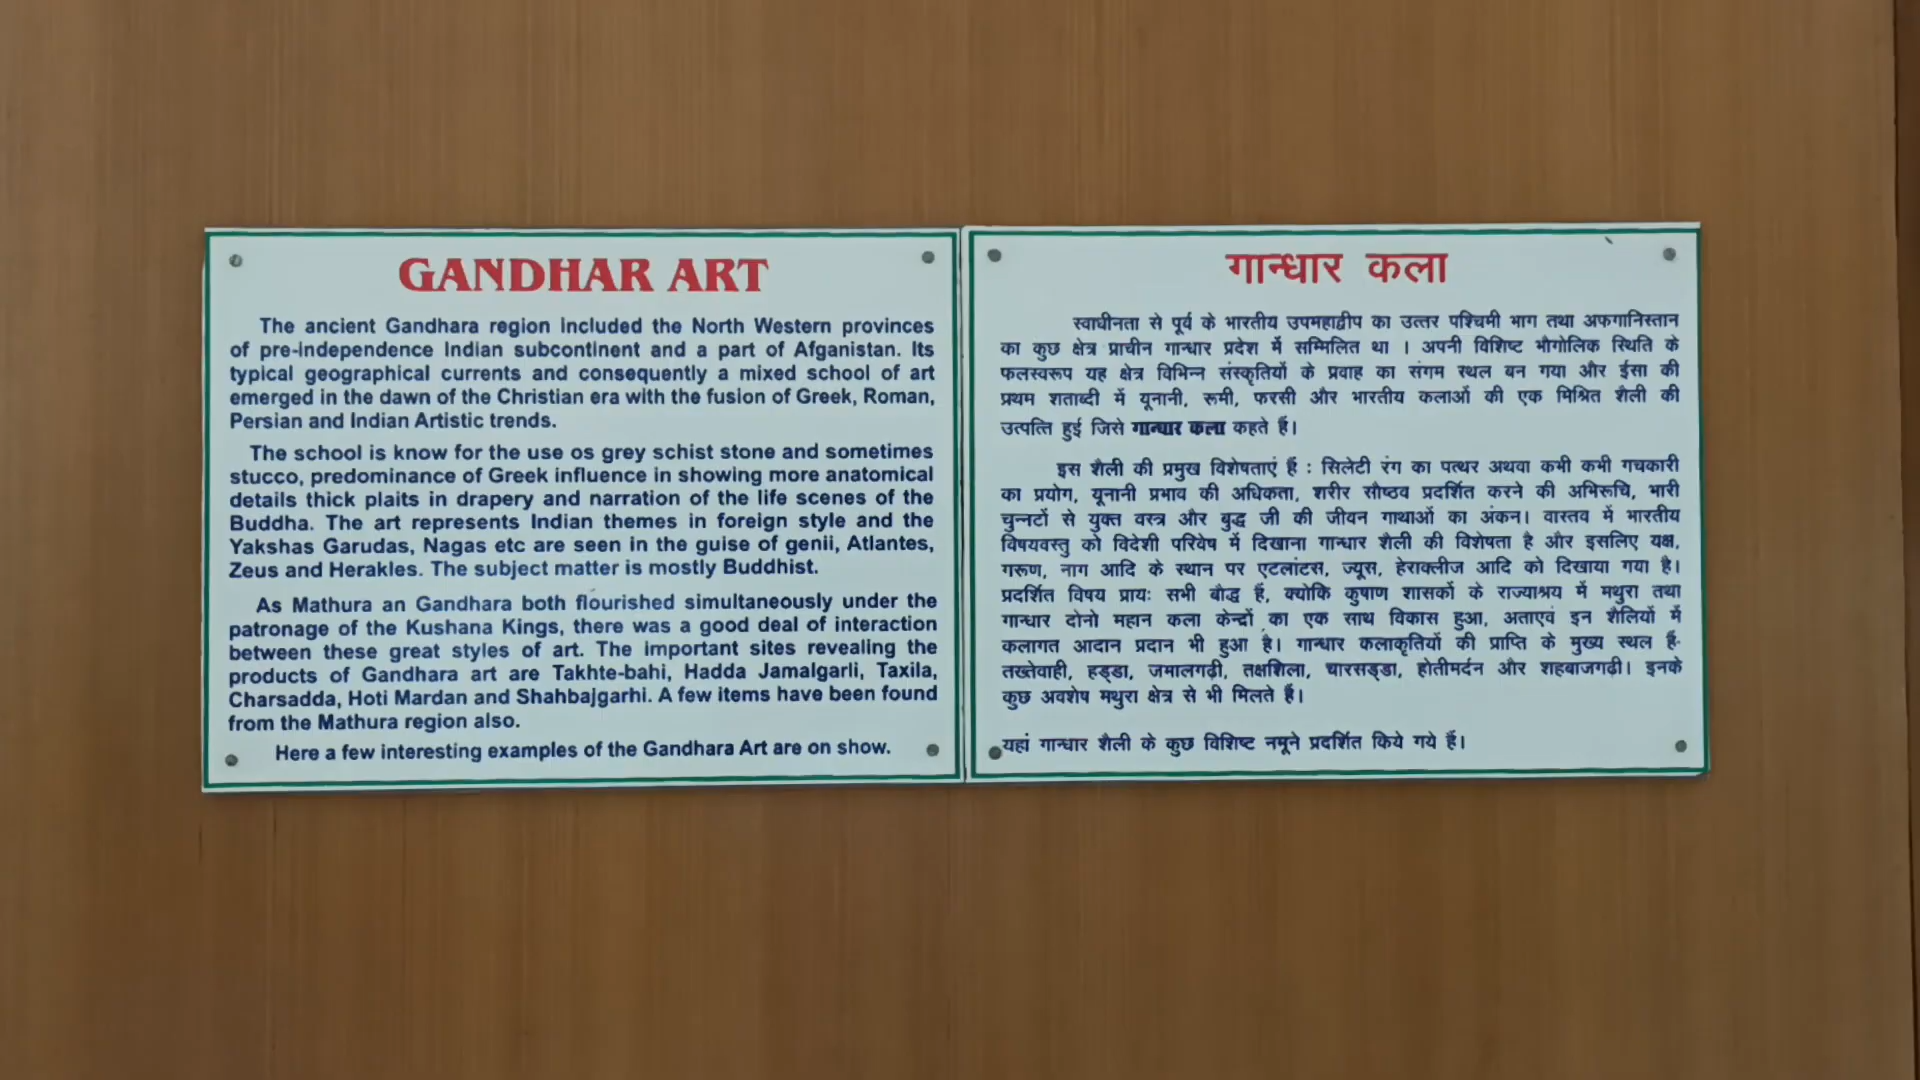 GANDHAR ART
The ancient Gandhara region Included the North Western provinces
of pre-independence Indian subcontinent and a part of Afganistan. Its
typical geographical currents and consequently a mixed school of art
emerged in the dawn of the Christian era with the fusion of Greek, Roman,
Persian and Indian Artistic trends.
The school is know for the use os grey schist stone and sometimes
stucco, predominance of Greek influence in showing more anatomical
details thick plaits in drapery and narration of the life scenes of the
Buddha. The art represents Indian themes in foreign style and the
Yakshas Garudas, Nagas etc are seen in the guise of genii, Atlantes,
Zeus and Herakles. The subject matter is mostly Buddhist.
As Mathura an Gandhara both flourished simultaneously under the
patronage of the Kushana Kings, there was a good deal of interaction
between these great styles of art. The important sites revealing the
products of Gandhara art are Takhte-bahi, Hadda Jamalgarli, Taxila,
Charsadda, Hoti Mardan and Shahbajgarhi. A few items have been found
from the Mathura region also.
Here a few interesting examples of the Gandhara Art are on show.
गान्धार कला
स्वाधीनता से पूर्व के भारतीय उपमहाद्वीप का उत्तर पश्चिमी भाग तथा अफगानिस्तान
का कुछ क्षेत्र प्राचीन गान्धार प्रदेश में सम्मिलित था । अपनी विशिष्ट भौगोलिक स्थिति के
फलस्वरूप यह क्षेत्र विभिन्न संस्कृतियों के प्रवाह का संगम स्थल बन गया और ईसा की
प्रथम शताब्दी में यूनानी, रूमी, फरसी और भारतीय कलाओं की एक मिश्रित शैली की
उत्पत्ति हुई जिसे गान्धार कला कहते हैं।
इस शैली की प्रमुख विशेषताएं हैं : सिलेटी रंग का पत्थर अथवा कभी कभी गचकारी
का प्रयोग, यूनानी प्रभाव की अधिकता, शरीर सौष्ठव प्रदर्शित करने की अभिरूचि, भारी
चुन्नटों से युक्त वस्त्र और बुद्ध जी की जीवन गाथाओं का अंकन। वास्तव में भारतीय
विषयवस्तु को विदेशी परिवेष में दिखाना गान्धार शैली की विशेषता है और इसलिए यक्ष,
गरूण, नाग आदि के स्थान पर एटलांटस, ज्यूस, हेराक्लीज आदि को दिखाया गया है।
प्रदर्शित विषय प्रायः सभी बौद्ध हैं, क्योकि कुषाण शासकों के राज्याश्रय में मथुरा तथा
गान्धार दोनो महान कला केन्द्रों का एक साथ विकास हुआ, अताएवं इन शैलियों में
कलागत आदान प्रदान भी हुआ है। गान्धार कलाकृतियों की प्राप्ति के मुख्य स्थल हैं-
तख्तेवाही, हड्डा, जमालगढ़ी, तक्षशिला, चारसड्डा, होतीमर्दन और शहबाजगढ़ी। इनके
कुछ अवशेष मथुरा क्षेत्र से भी मिलते हैं।
यहां गान्धार शैली के कुछ विशिष्ट नमूने प्रदर्शित किये गये हैं।